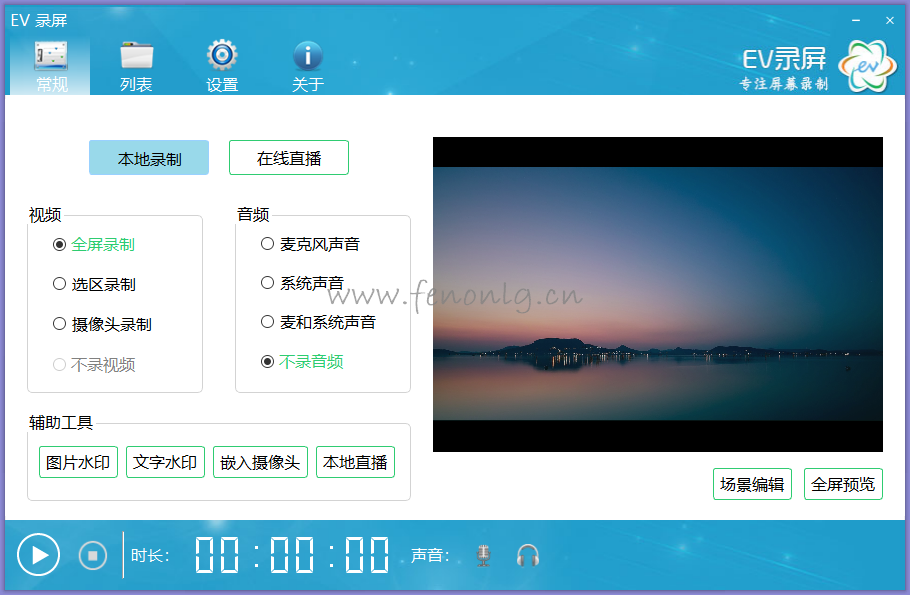 EV 录屏
常规 列表 设置 关于
EV录屏
专注屏幕录制
本地录制 在线直播
视频 音频
全屏录制 麦克风声音
选区录制 系统声音
www.fenonlg.cn
摄像头录制 麦和系统声音
不录视频 不录音频
辅助工具
图片水印 文字水印 嵌入摄像头 本地直播
场景编辑 全屏预览
时长: 00:00:00 声音: